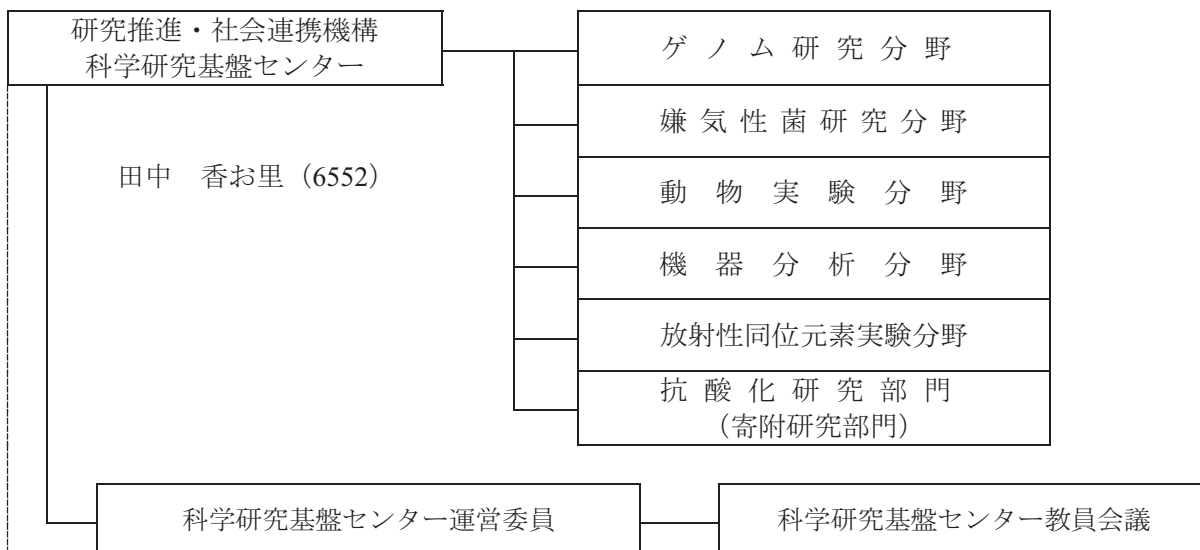 研究推進・社会連携機構
科学研究基盤センター
田中　香お里（6552）
ゲノム研究分野
嫌気性菌研究分野
動物実験分野
機器分析分野
放射性同位元素実験分野
抗酸化研究部門
（寄附研究部門）
科学研究基盤センター運営委員
科学研究基盤センター教員会議